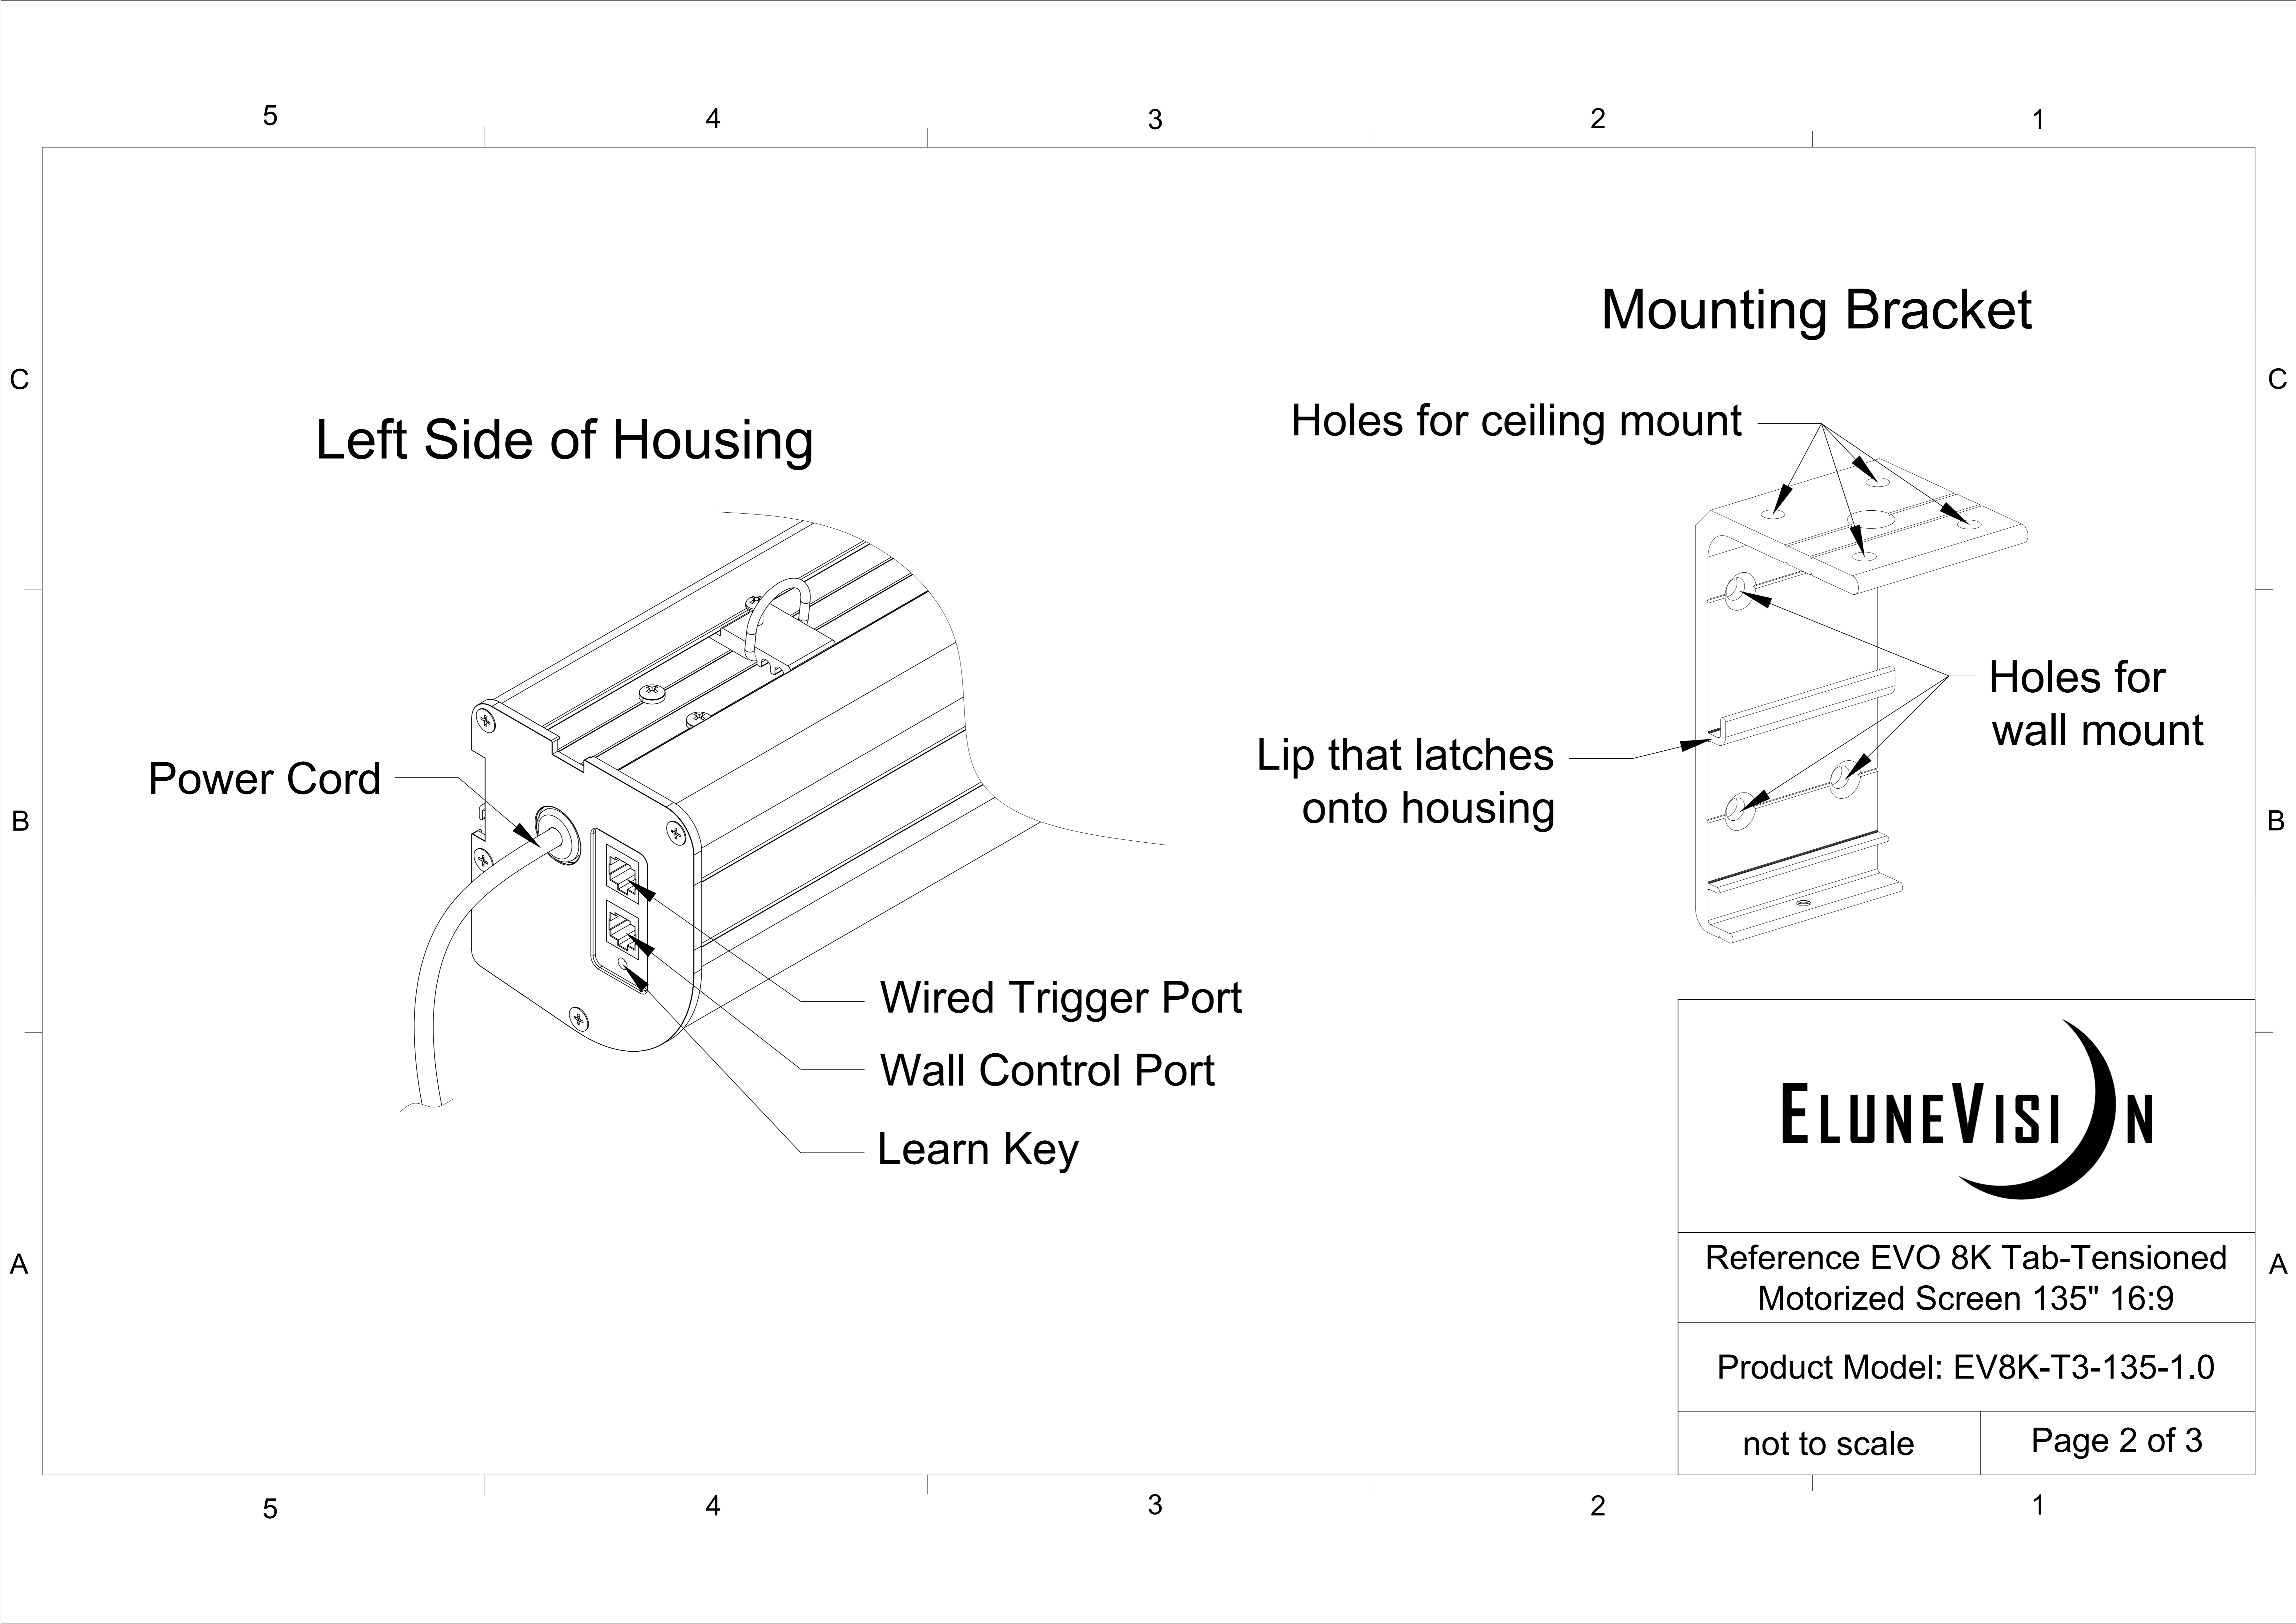 5 4 3 2 1
C C
Mounting Bracket
Holes for ceiling mount
Left Side of Housing
Holes for
wall mount
Lip that latches
onto housing
Power Cord
B B
Wired Trigger Port
Wall Control Port
Learn Key
ELUNEVISION
A A
Reference EVO 8K Tab-Tensioned
Motorized Screen 135" 16:9
Product Model: EV8K-T3-135-1.0
not to scale
Page 2 of 3
5 4 3 2 1